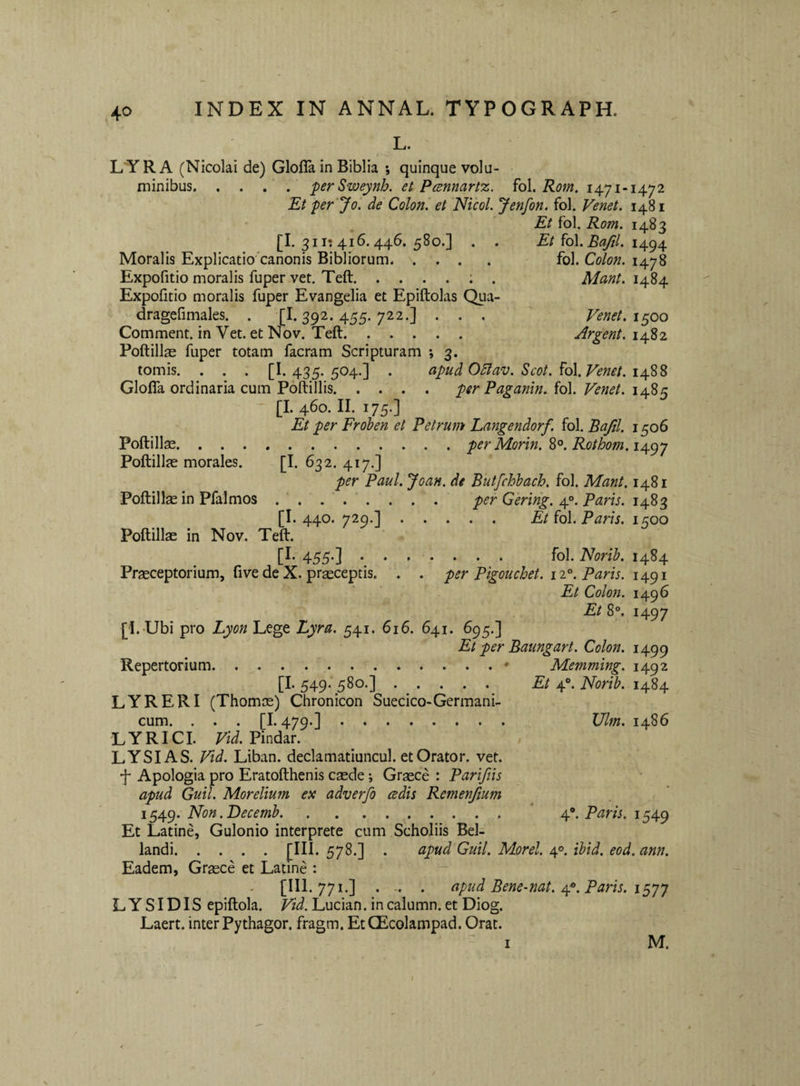 40 INDEX IN ANNAL. TYPOGRAPH.
L.
LYRA (Nicolai de) Gloſſa in Biblia ; quinque volu-
minibus. . . . . per Sweynh. et Pænnartz. fol. Rom. 1471-1472
Et per Jo. de Colon. et Nicol. Jenſon. fol. Venet. 1481
Et fol. Rom. 1483
[I. 311. 416. 446. 580.] . . Et fol. Baſil. 1494
Moralis Explicatio canonis Bibliorum. . . . . fol. Colon. 1478
Expoſitio moralis ſuper vet. Teſt. . . . . . . Mant. 1484
Expoſitio moralis ſuper Evangelia et Epiſtolas Qua-
drageſimales. . [I. 392. 455. 722.] . . . Venet. 1500
Comment. in Vet. et Nov. Teſt. . . . . . Argent. 1482
Poſtillæ ſuper totam ſacram Scripturam ; 3.
tomis. . . . [I. 435. 504.] . apud Octav. Scot. fol. Venet. 1488
Gloſſa ordinaria cum Poſtillis. . . . . per Paganin. fol. Venet. 1485
[I. 460. II. 175.]
Et per Froben et Petrum Langendorf. fol. Baſil. 1506
Poſtillæ. . . . . . . . . . . . . per Morin. 8°. Rothom. 1497
Poſtillæ morales. [I. 632. 417.]
per Paul. Joan. de Butſchbach. fol. Mant. 1481
Poſtillæ in Pſalmos . . . . . . . . per Gering. 4°. Paris. 1483
[I. 440. 729.] . . . . . Et fol. Paris. 1500
Poſtillæ in Nov. Teſt.
[I. 455.] . . . . . . . . fol. Norib. 1484
Præceptorium, ſive de X. præceptis. . . per Pigouchet. 12°. Paris. 1491
Et Colon. 1496
Et 8°. 1497
[I. Ubi pro Lyon Lege Lyra. 541. 616. 641. 695.]
Et per Baungart. Colon. 1499
Repertorium. . . . . . . . . . . . . Memming. 1492
[I. 549. 580.] . . . . . Et 4°. Norib. 1484
LYRERI (Thomæ) Chronicon Suecico-Germani-
cum. . . . [I. 479.] . . . . . . . . Ulm. 1486
LYRICI. Vid. Pindar.
LYSIAS. Vid. Liban. declamatiuncul. et Orator. vet.
† Apologia pro Eratoſthenis cæde ; Græcè : Pariſiis
apud Guil. Morelium ex adverſo ædis Remenſium
1549. Non. Decemb. . . . . . . . . . 4°. Paris. 1549
Et Latinè, Gulonio interprete cum Scholiis Bel-
landi. . . . . [III. 578.] . apud Guil. Morel. 4°. ibid. eod. ann.
Eadem, Græcè et Latinè :
[III. 771.] . . . apud Bene-nat. 4°. Paris. 1577
LYSIDIS epiſtola. Vid. Lucian. in calumn. et Diog.
Laert. inter Pythagor. fragm. Et Œcolampad. Orat.
1 M.